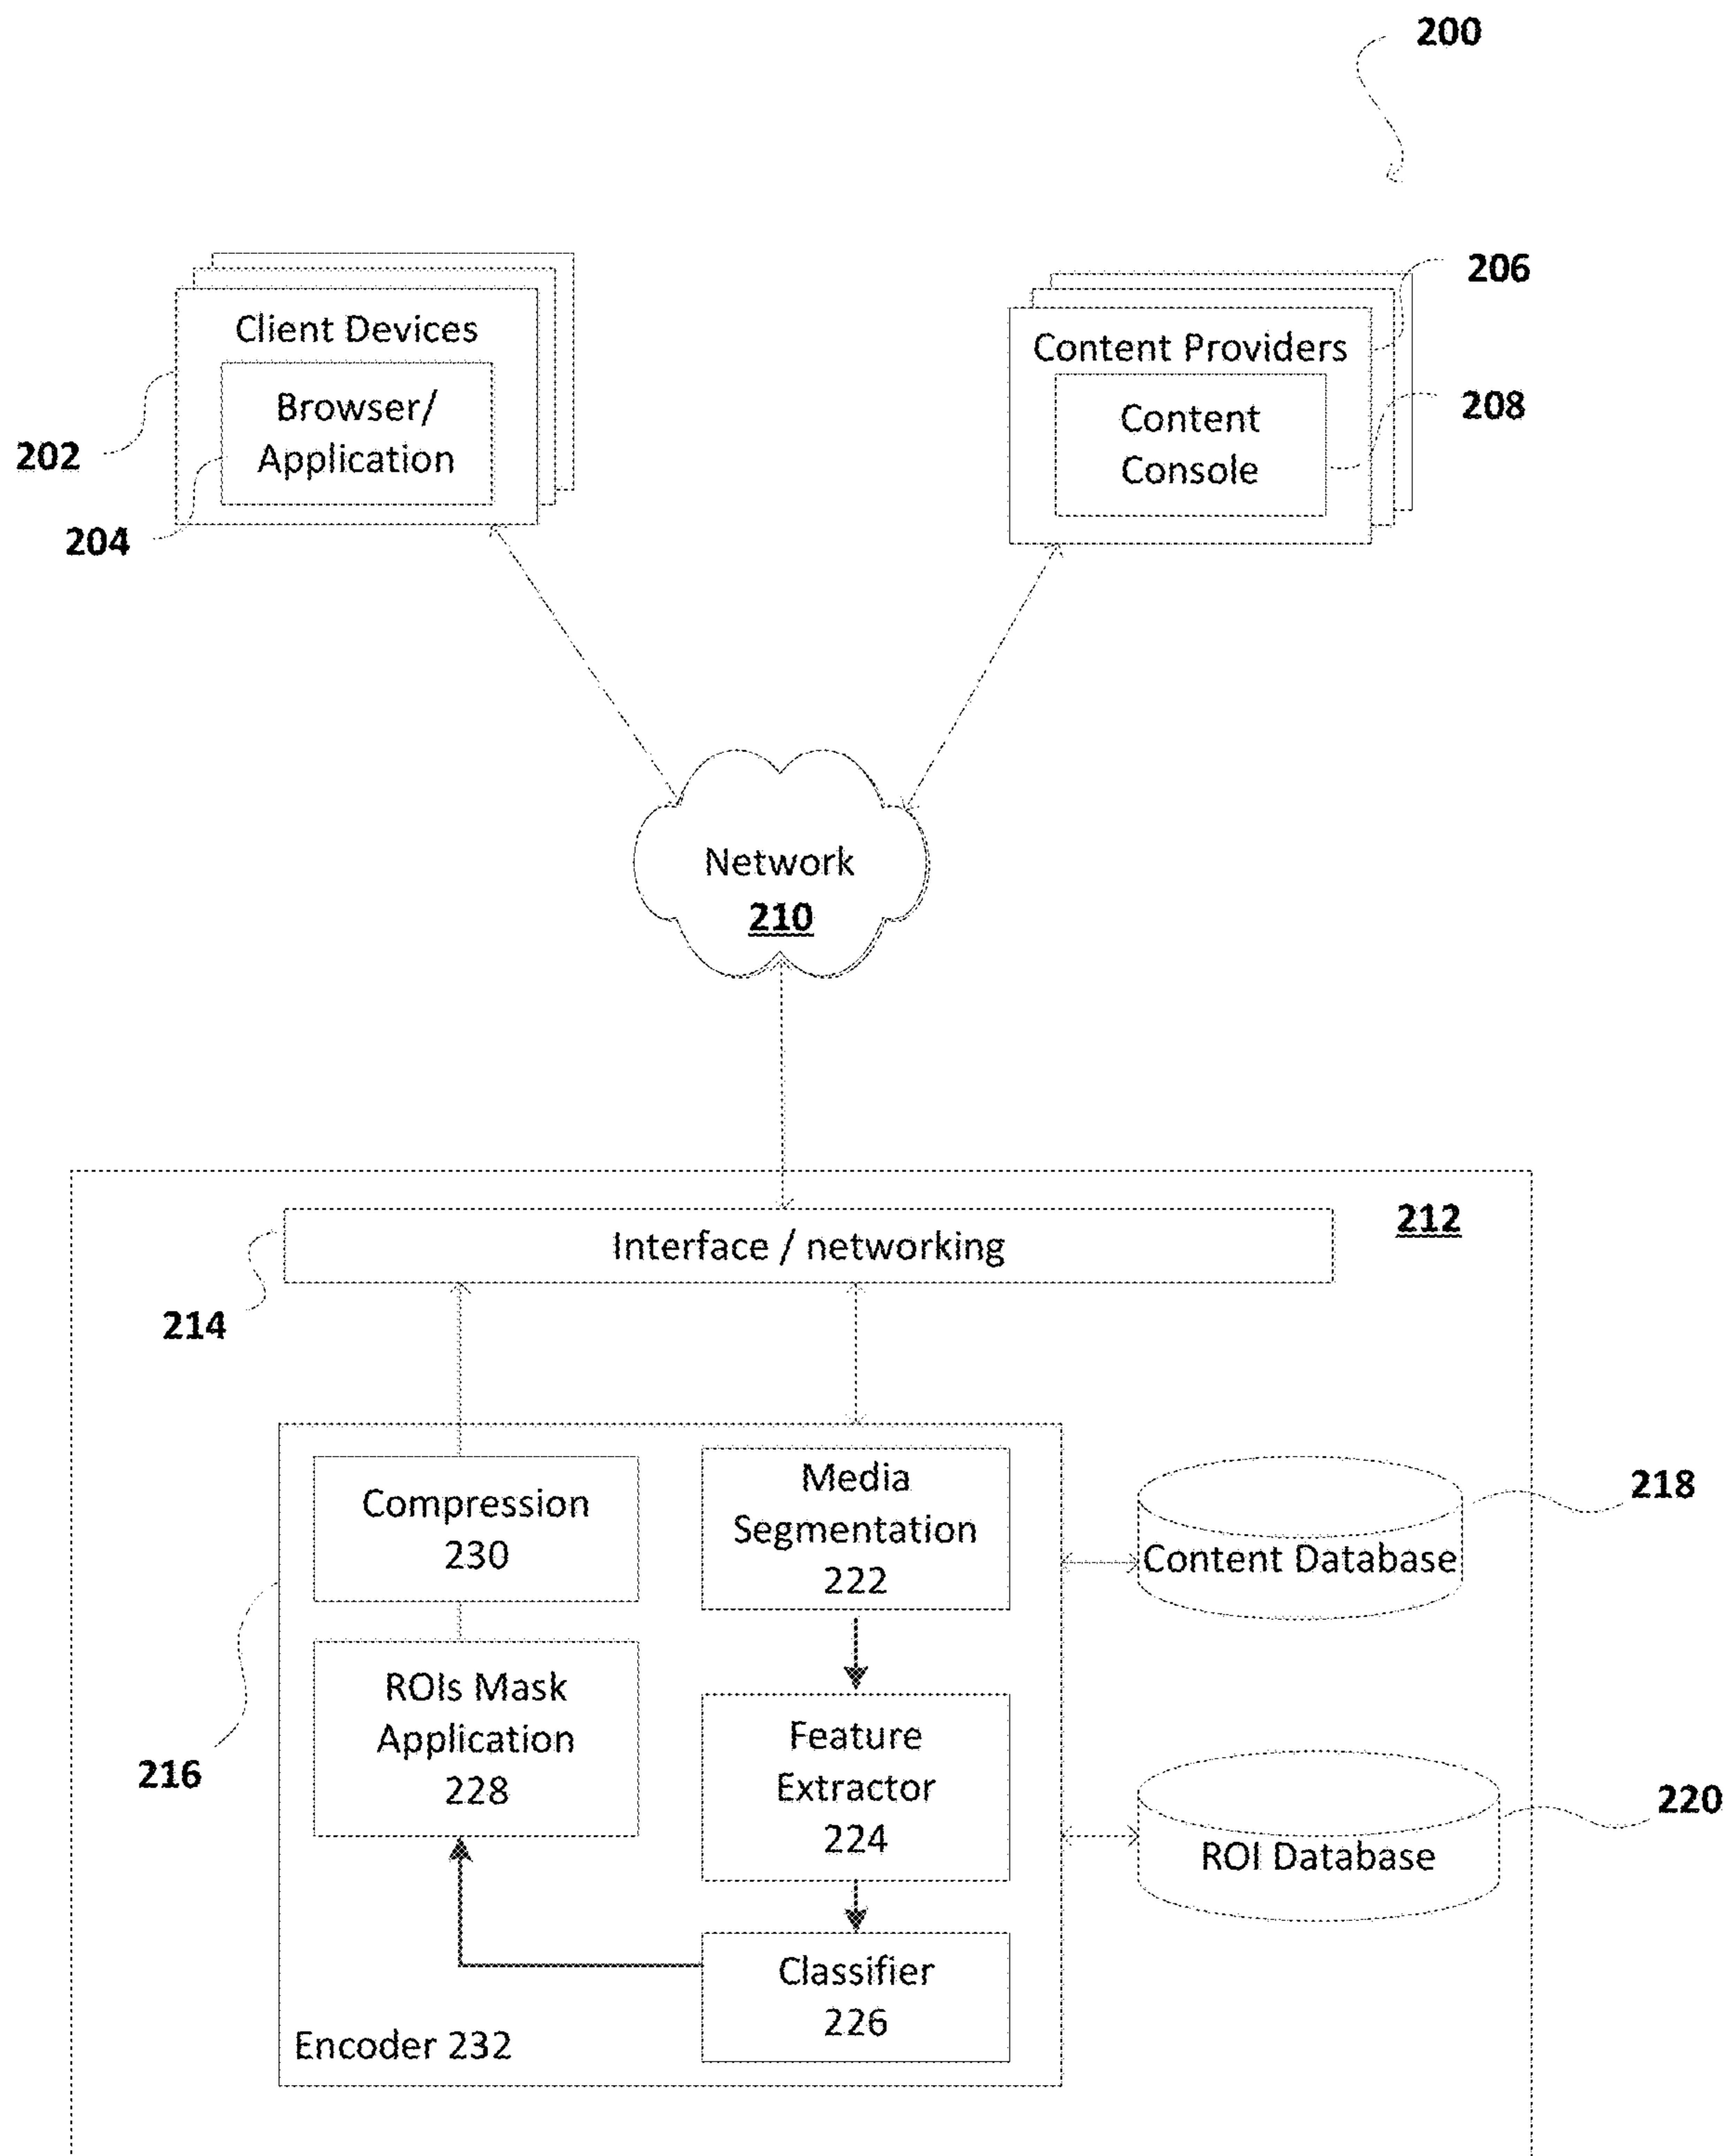 200
206
Client Devices
Content Providers
Browser/
Application
Content
Console
208
202
204
Network
210
212
Interface / networking
214
Compression
230
Media
Segmentation
222
218
Content Database
ROIs Mask
Application
228
Feature
Extractor
224
216
220
ROI Database
Classifier
226
Encoder 232